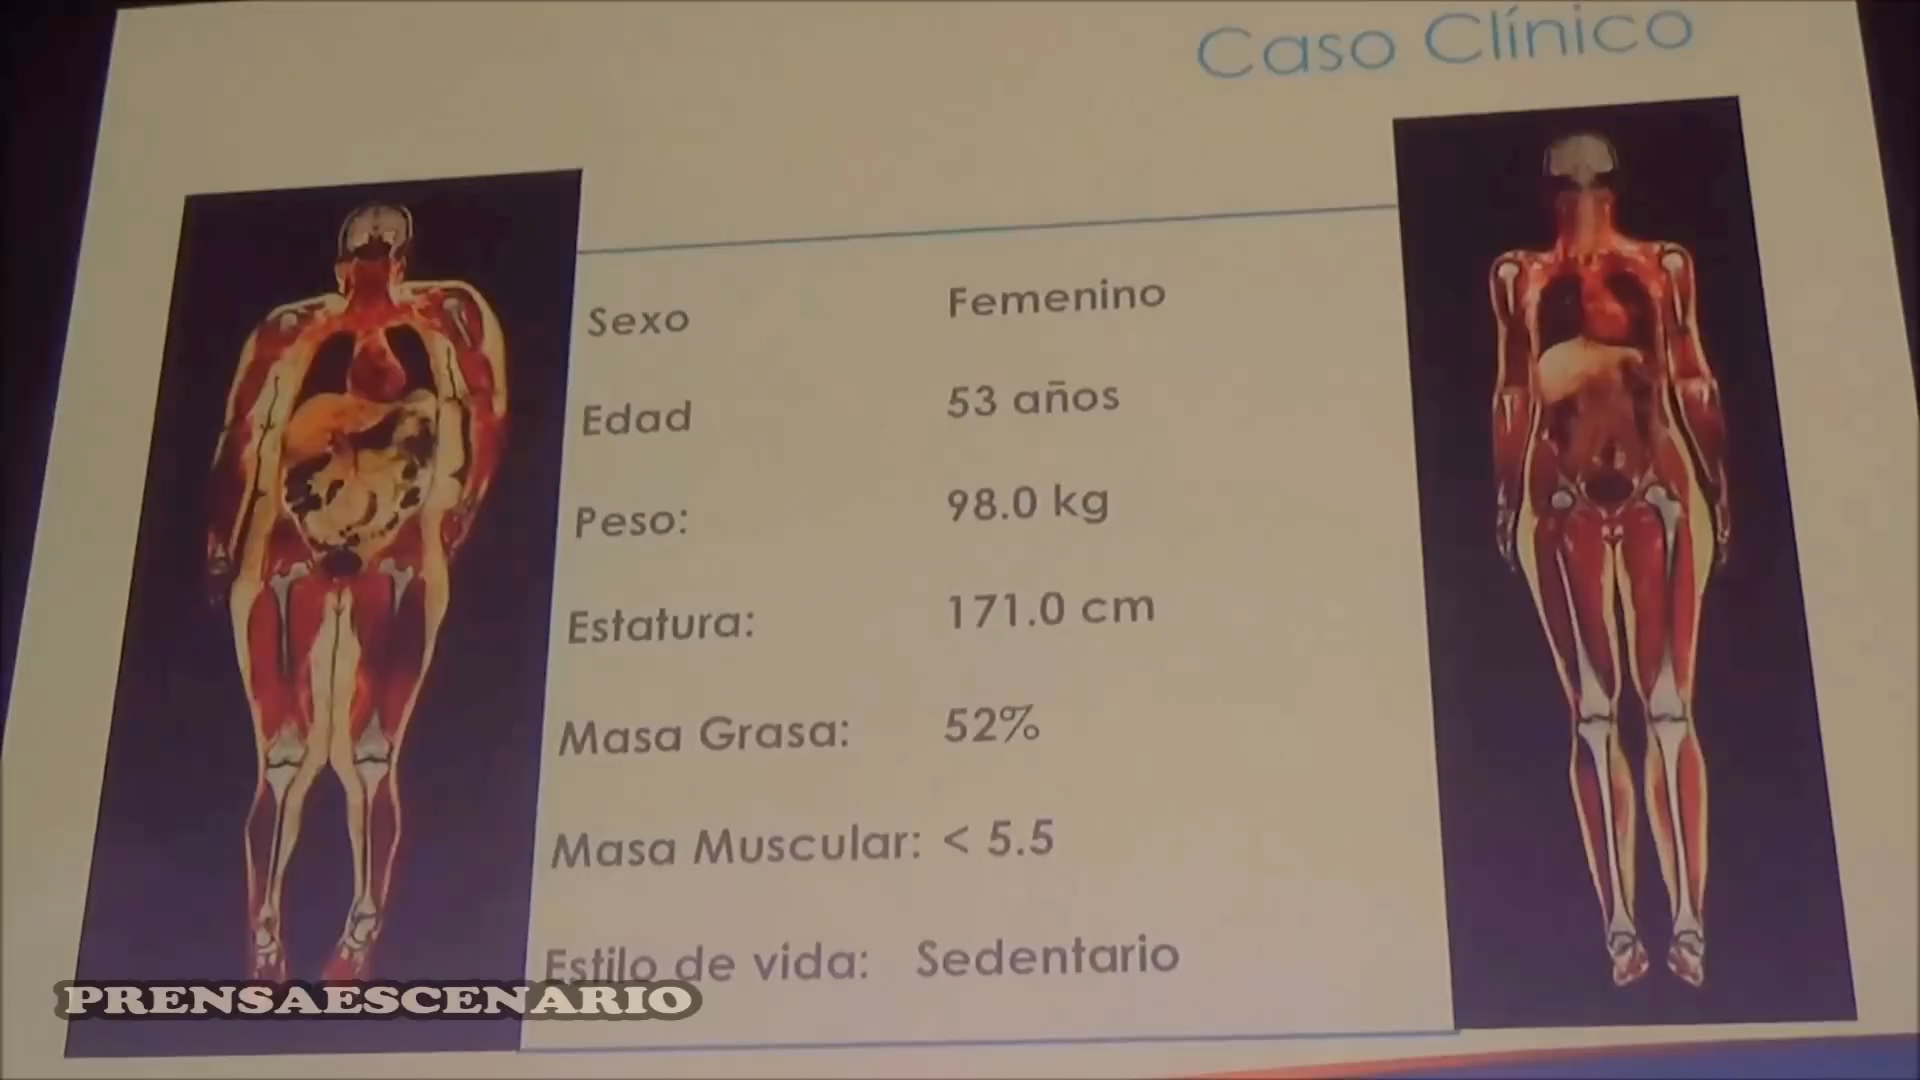 Caso Clínico
Sexo Femenino
Edad 53 años
Peso: 98.0 kg
Estatura: 171.0 cm
Masa Grasa: 52%
Masa Muscular: < 5.5
Estilo de vida: Sedentario
PRENSAESCENARIO